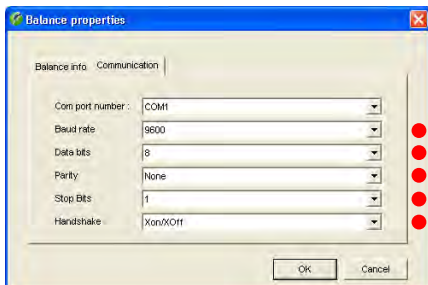 Balance properties
Balance info Communication
Com port number : COM1
Baud rate 9600
Data bits 8
Parity None
Stop Bits 1
Handshake Xon/XOff
OK Cancel